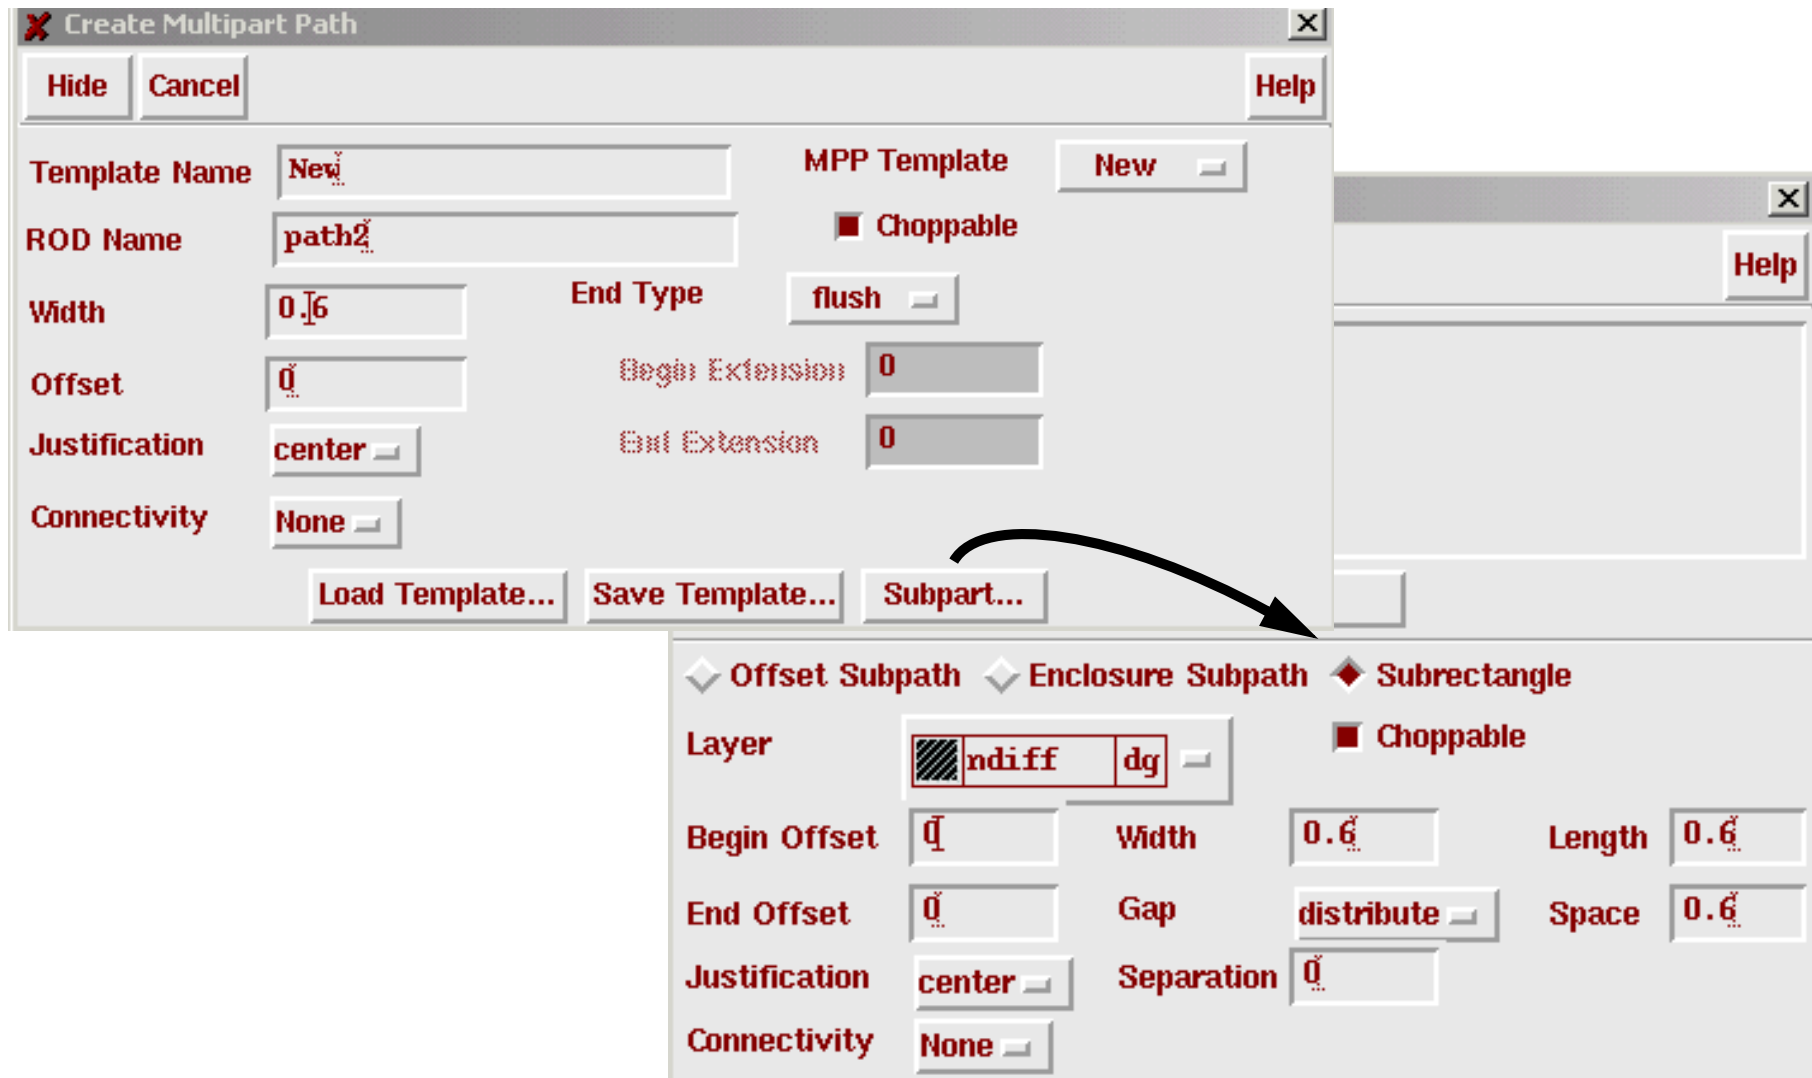 Create Multipart Path
Hide Cancel Help
Template Name New MPP Template New
ROD Name path2 Choppable
Width 0.6 End Type flush
Offset 0 Begin Extension 0
Justification center End Extension 0
Connectivity None
Load Template... Save Template... Subpart...
Help
Offset Subpath Enclosure Subpath Subrectangle
Layer ndiff dg Choppable
Begin Offset 0 Width 0.6 Length 0.6
End Offset 0 Gap distribute Space 0.6
Justification center Separation 0
Connectivity None